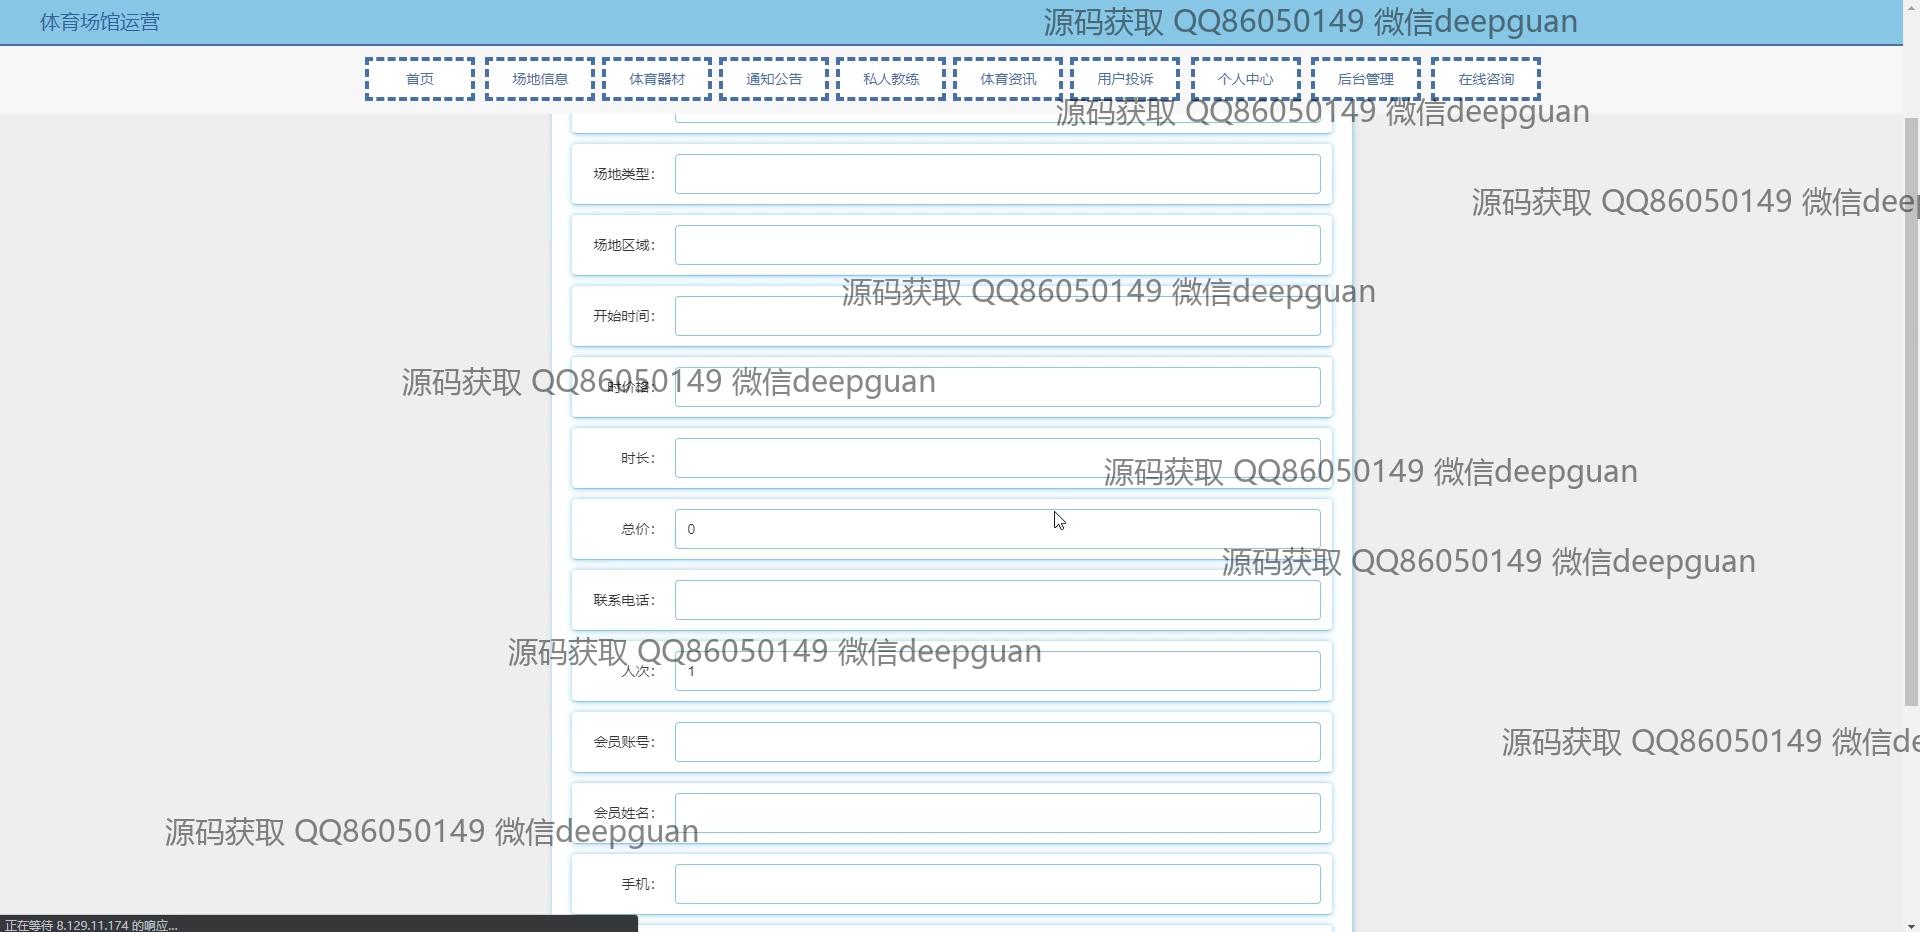 体育场馆运营
源码获取 QQ86050149 微信deepguan
首页 场地信息 体育器材 通知公告 私人教练 体育资讯 用户投诉 个人中心 后台管理 在线咨询
源码获取 QQ86050149 微信deepguan
场地类型：
源码获取 QQ86050149 微信deep
场地区域：
源码获取 QQ86050149 微信deepguan
开始时间：
源码获取 QQ86050149 微信deepguan
时价格：
时长：
源码获取 QQ86050149 微信deepguan
总价： 0
源码获取 QQ86050149 微信deepguan
联系电话：
源码获取 QQ86050149 微信deepguan
人次： 1
会员账号：
源码获取 QQ86050149 微信de
会员姓名：
源码获取 QQ86050149 微信deepguan
手机：
正在等待 8.129.11.174 的响应...